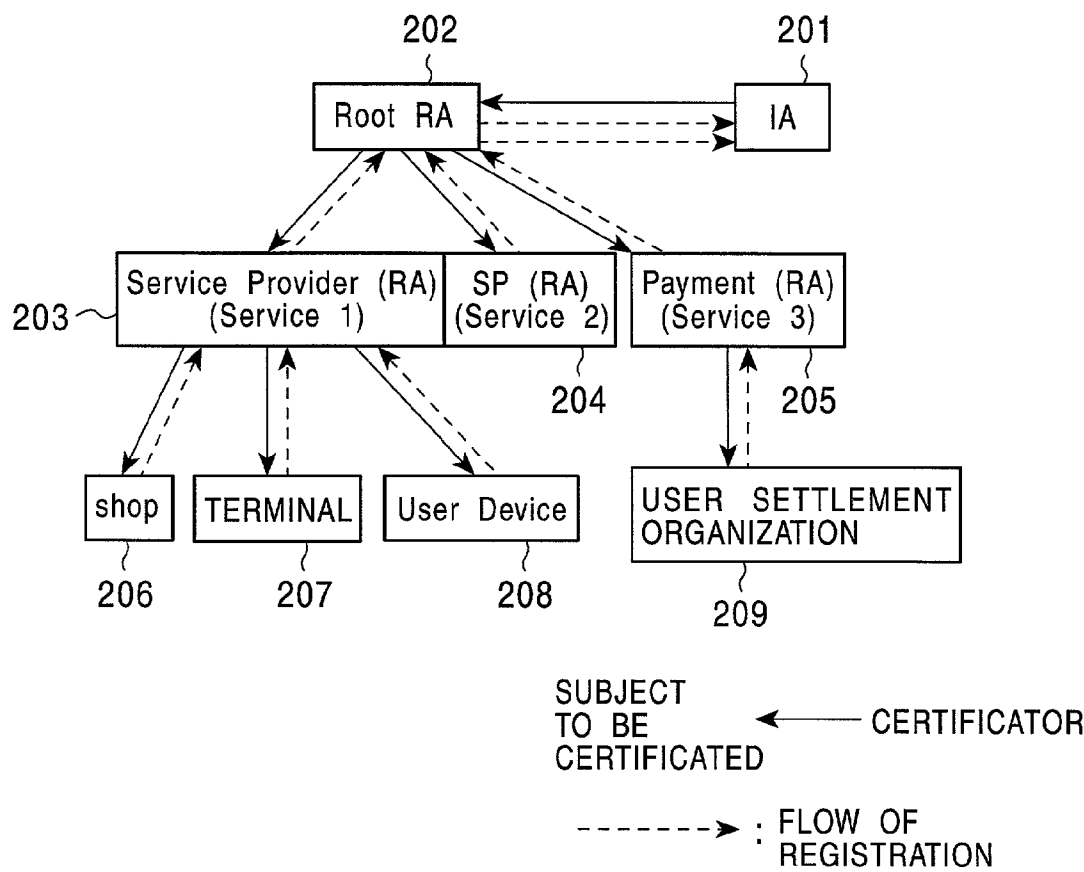 202
201
Root RA
IA
Service Provider (RA)
(Service 1)
SP (RA)
(Service 2)
Payment (RA)
(Service 3)
203
204
205
shop
TERMINAL
User Device
USER SETTLEMENT
ORGANIZATION
206
207
208
209
SUBJECT
TO BE
CERTIFICATED
CERTIFICATOR
: FLOW OF
REGISTRATION